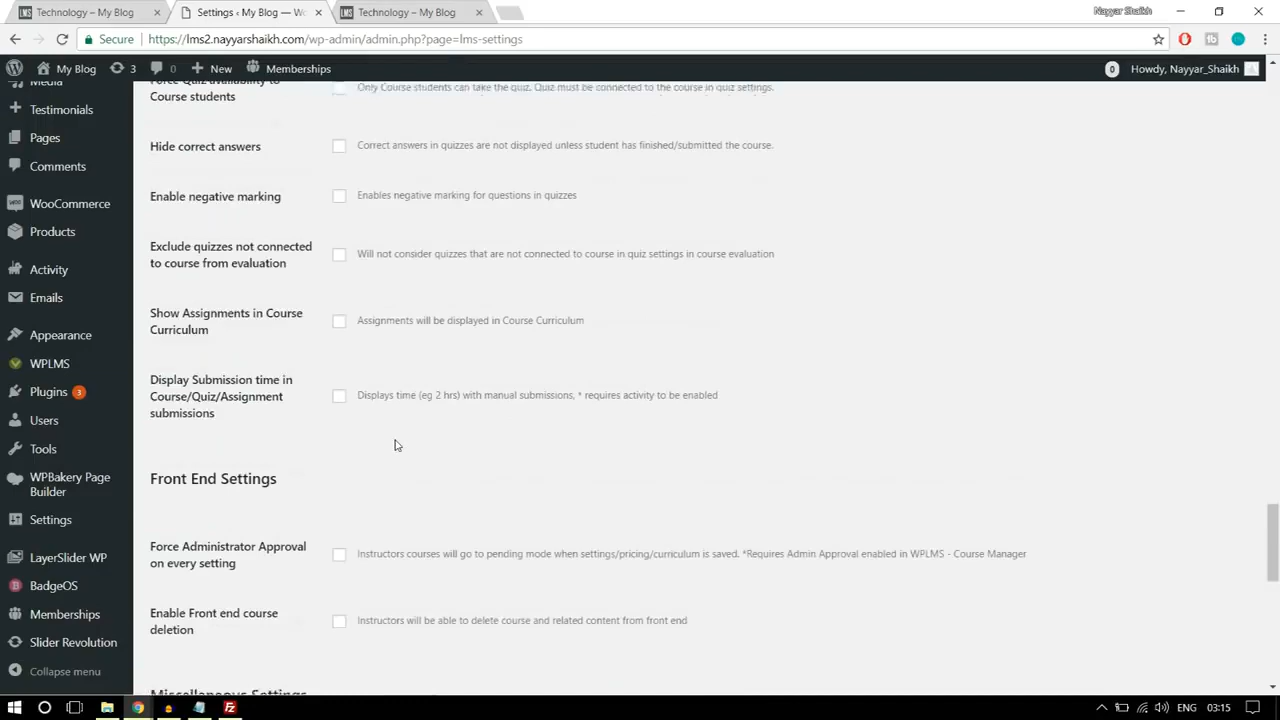 Technology – My Blog
Settings ‹ My Blog — Wo
Technology – My Blog
Nayyar Shaikh
Secure
https://lms2.nayyarshaikh.com/wp-admin/admin.php?page=lms-settings
My Blog
3
0
New
Memberships
0
Howdy, Nayyar_Shaikh
Media
Testimonials
Pages
Comments
WooCommerce
Products
Activity
Emails
Appearance
WPLMS
Plugins 3
Users
Tools
WPBakery Page
Builder
Settings
LayerSlider WP
BadgeOS
Memberships
Slider Revolution
Collapse menu
Force Quiz availability to
Course students
Only Course students can take the quiz. Quiz must be connected to the course in quiz settings.
Hide correct answers
Correct answers in quizzes are not displayed unless student has finished/submitted the course.
Enable negative marking
Enables negative marking for questions in quizzes
Exclude quizzes not connected
to course from evaluation
Will not consider quizzes that are not connected to course in quiz settings in course evaluation
Show Assignments in Course
Curriculum
Assignments will be displayed in Course Curriculum
Display Submission time in
Course/Quiz/Assignment
submissions
Displays time (eg 2 hrs) with manual submissions, * requires activity to be enabled
Front End Settings
Force Administrator Approval
on every setting
Instructors courses will go to pending mode when settings/pricing/curriculum is saved. *Requires Admin Approval enabled in WPLMS - Course Manager
Enable Front end course
deletion
Instructors will be able to delete course and related content from front end
Miscellaneous Settings
ENG
03:15